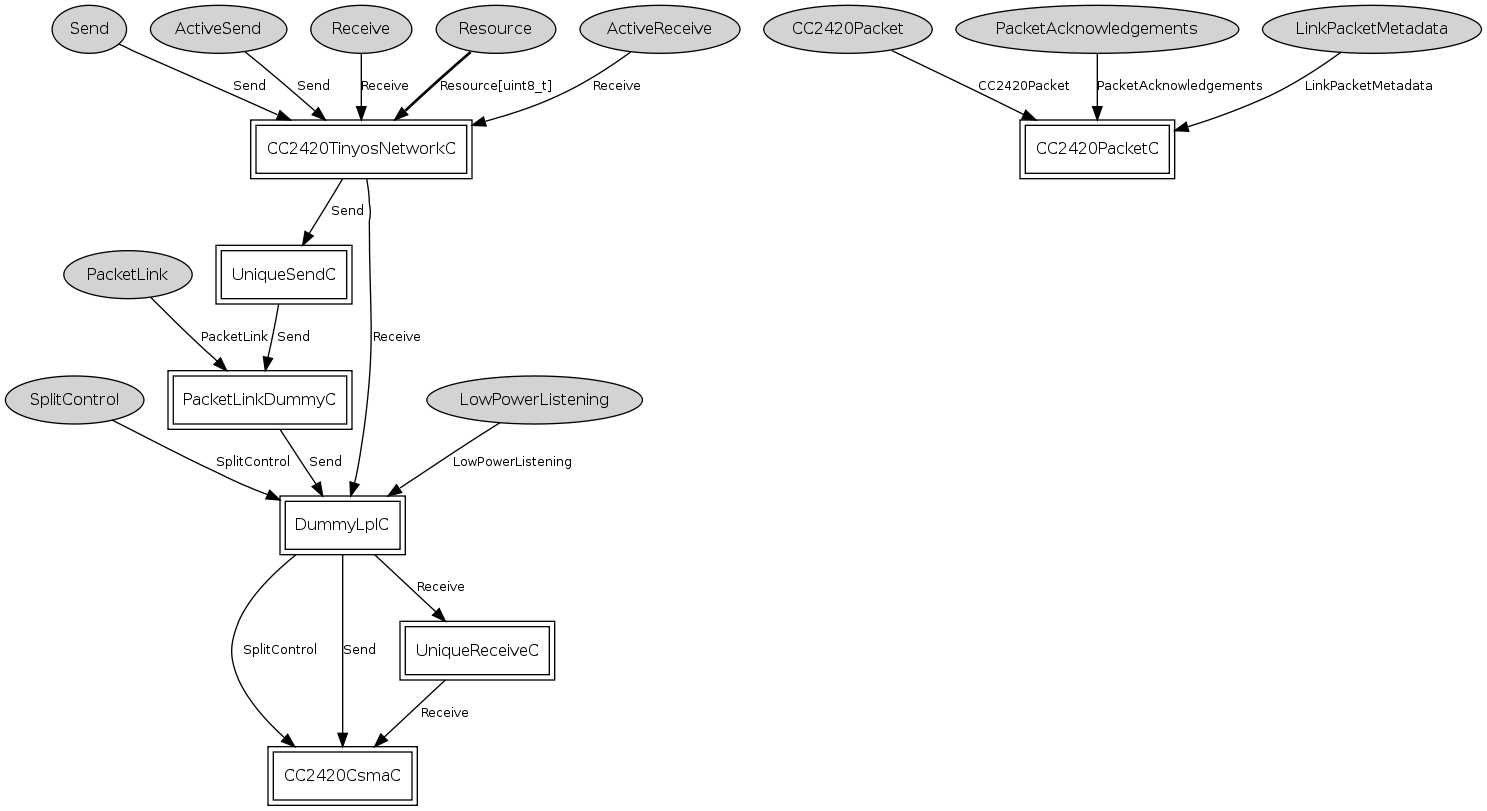 Send
ActiveSend
Receive
Resource
ActiveReceive
CC2420Packet
PacketAcknowledgements
LinkPacketMetadata
Send
Send
Receive
Resource[uint8_t]
Receive
CC2420Packet
PacketAcknowledgements
LinkPacketMetadata
CC2420TinyosNetworkC
CC2420PacketC
Send
PacketLink
UniqueSendC
PacketLink
Send
Receive
SplitControl
PacketLinkDummyC
LowPowerListening
SplitControl
Send
LowPowerListening
DummyLplC
Receive
SplitControl
Send
UniqueReceiveC
Receive
CC2420CsmaC